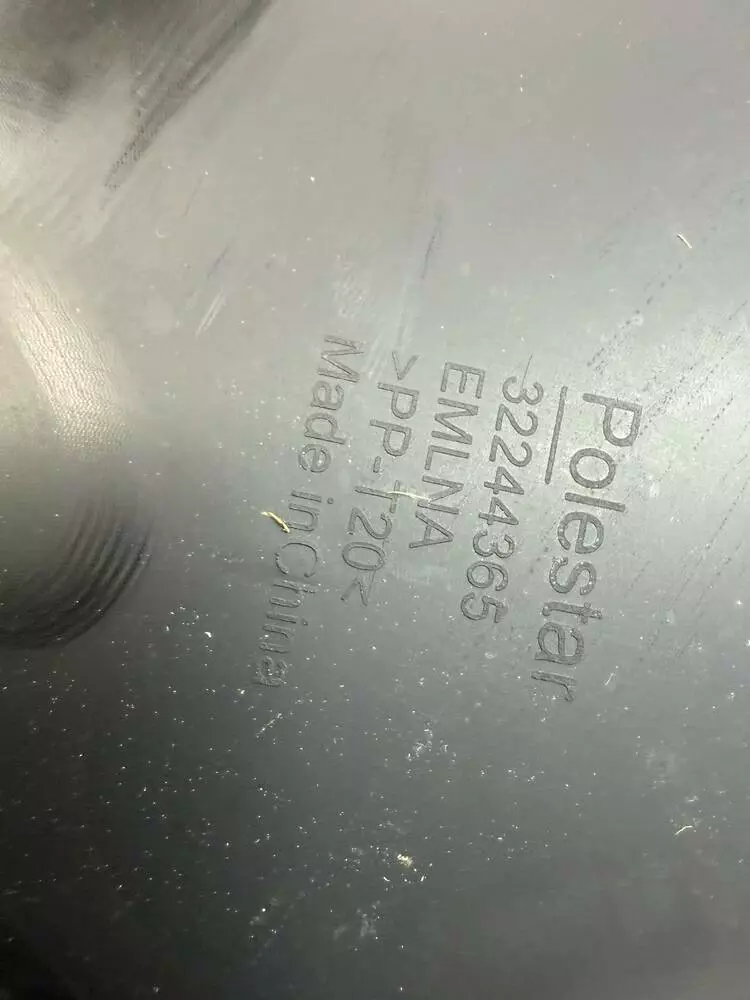 Polestar
32244365
EMLNA
>PP-T20<
Made in China